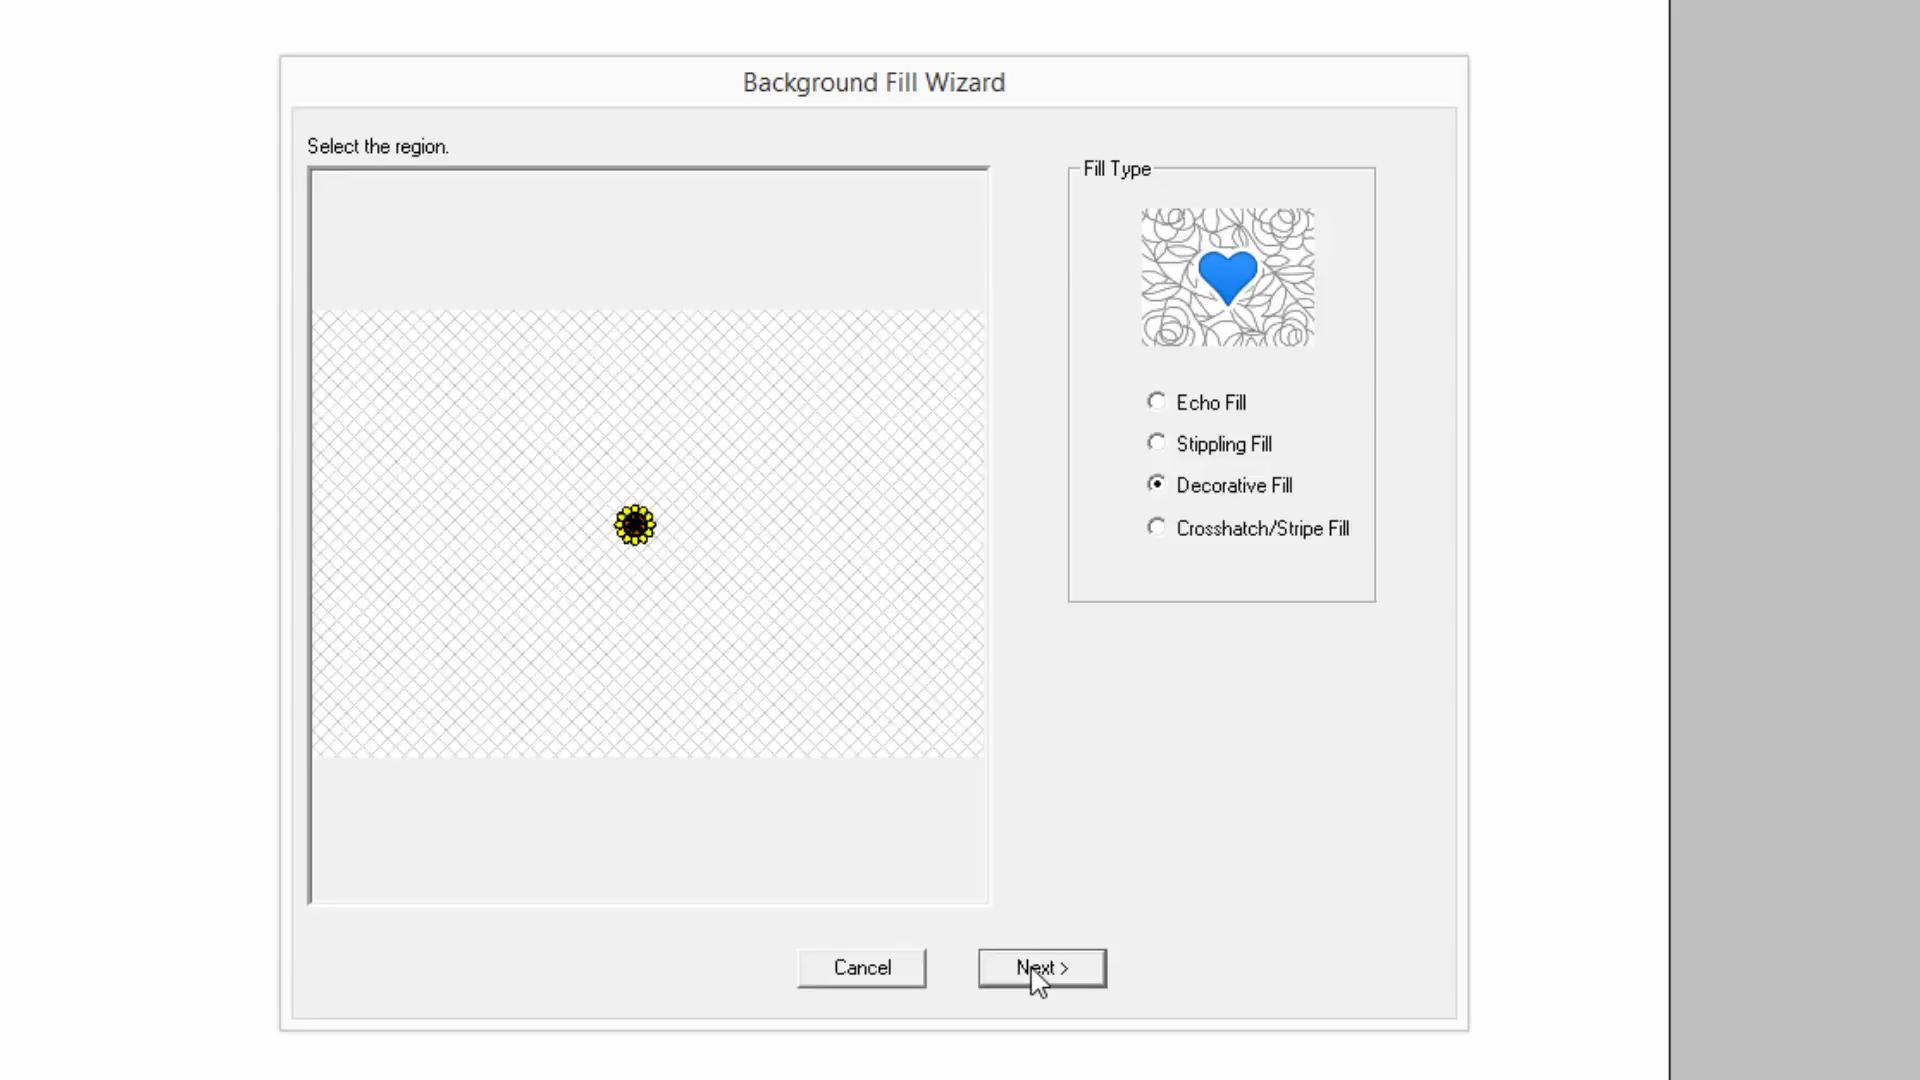 Background Fill Wizard
Select the region.
Fill Type
Echo Fill
Stippling Fill
Decorative Fill
Crosshatch/Stripe Fill
Cancel
Next >